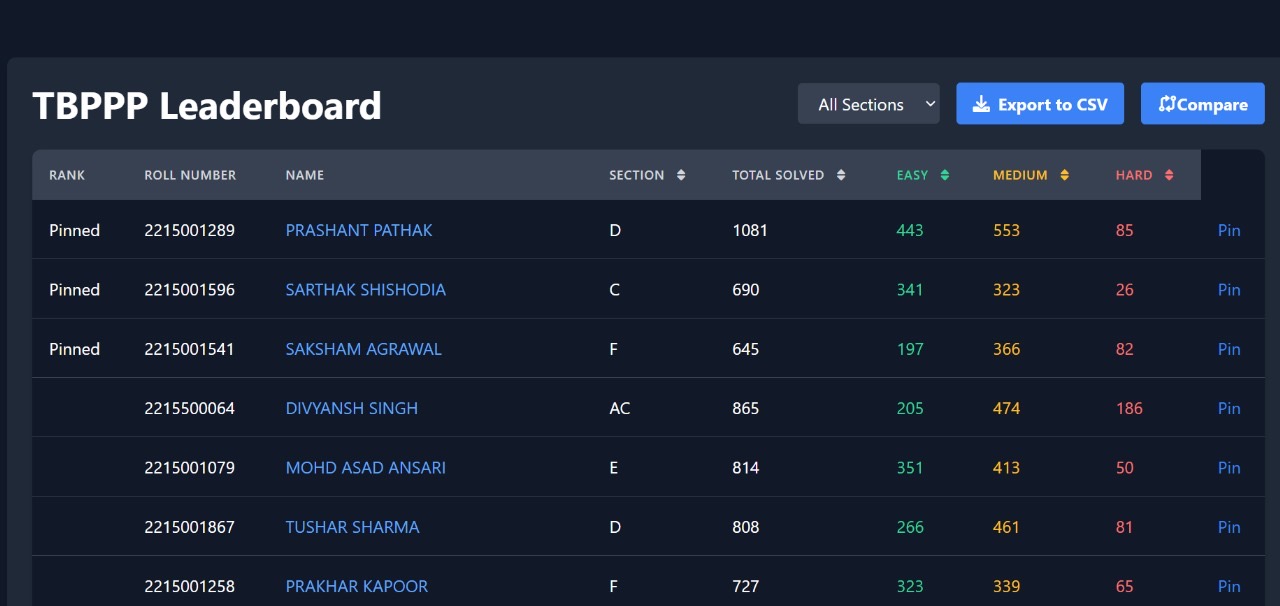 TBPPP Leaderboard All Sections Export to CSV Compare
RANK ROLL NUMBER NAME SECTION TOTAL SOLVED EASY MEDIUM HARD
Pinned 2215001289 PRASHANT PATHAK D 1081 443 553 85 Pin
Pinned 2215001596 SARTHAK SHISHODIA C 690 341 323 26 Pin
Pinned 2215001541 SAKSHAM AGRAWAL F 645 197 366 82 Pin
2215500064 DIVYANSH SINGH AC 865 205 474 186 Pin
2215001079 MOHD ASAD ANSARI E 814 351 413 50 Pin
2215001867 TUSHAR SHARMA D 808 266 461 81 Pin
2215001258 PRAKHAR KAPOOR F 727 323 339 65 Pin